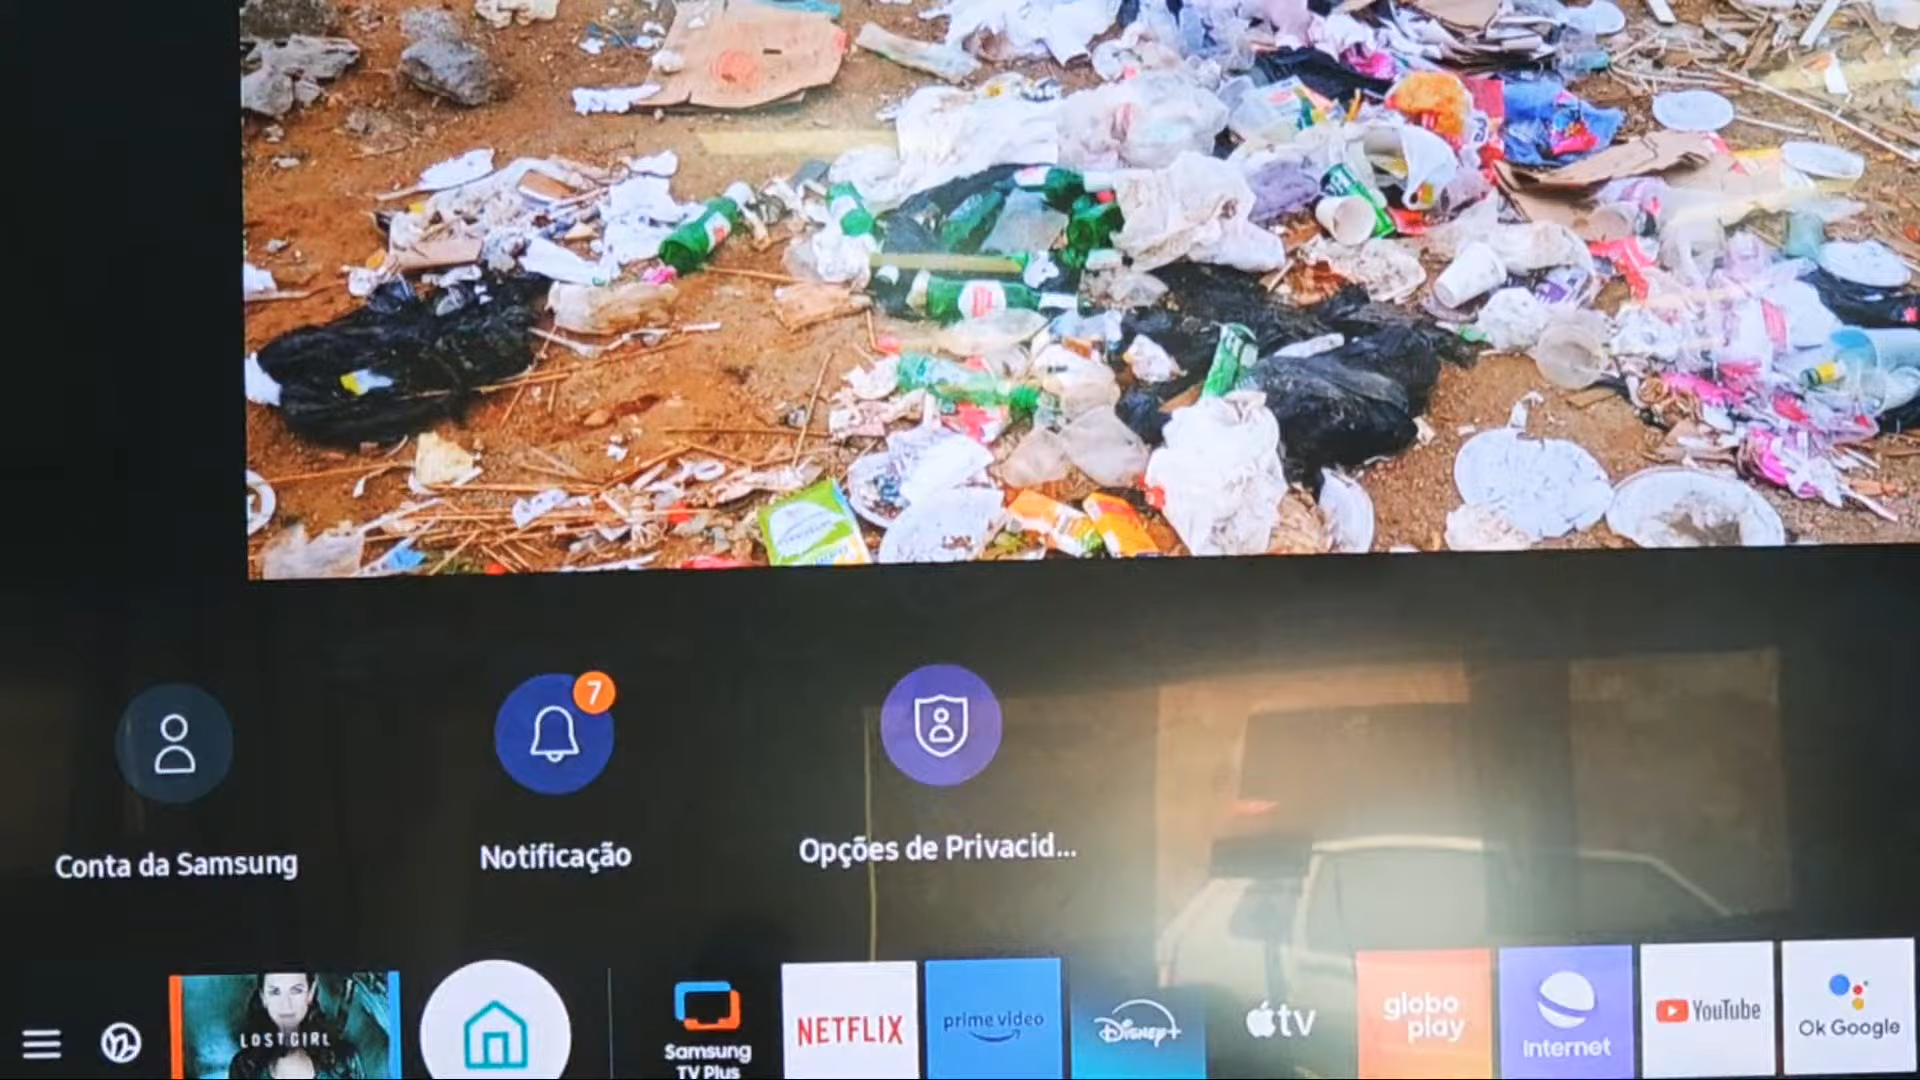 7
Conta da Samsung
Notificação
Opções de Privacid...
LOST GIRL
Samsung
TV Plus
NETFLIX
prime video
Disney+
tv
globo
play
Internet
YouTube
Ok Google